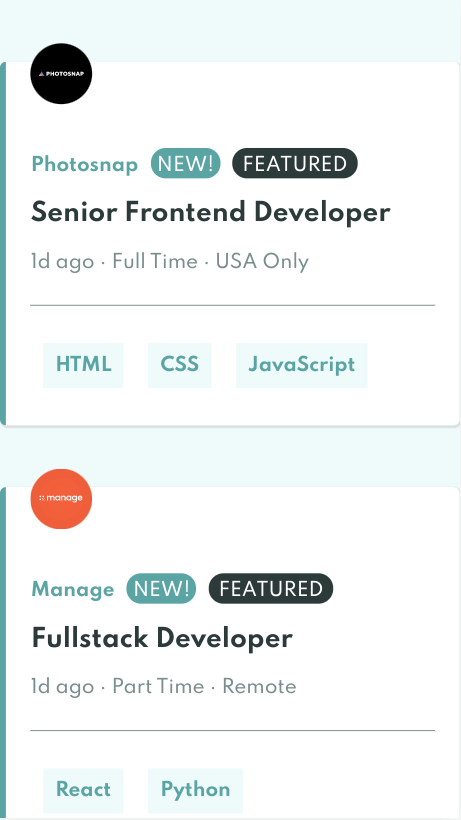 PHOTOSNAP
Photosnap NEW! FEATURED
Senior Frontend Developer
1d ago · Full Time · USA Only
HTML CSS JavaScript
manage
Manage NEW! FEATURED
Fullstack Developer
1d ago · Part Time · Remote
React Python